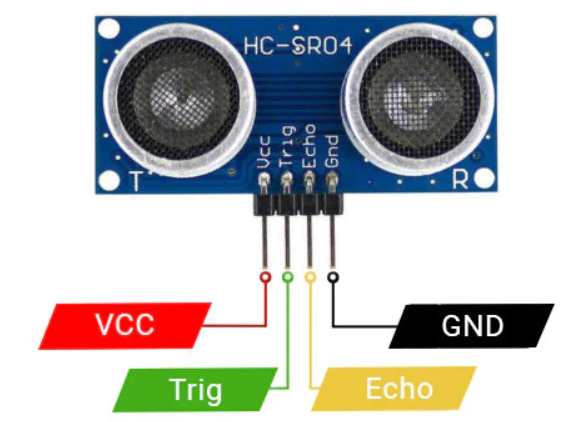 HC-SR04
Vcc
Trig
Echo
Gnd
T
R
VCC
GND
Trig
Echo